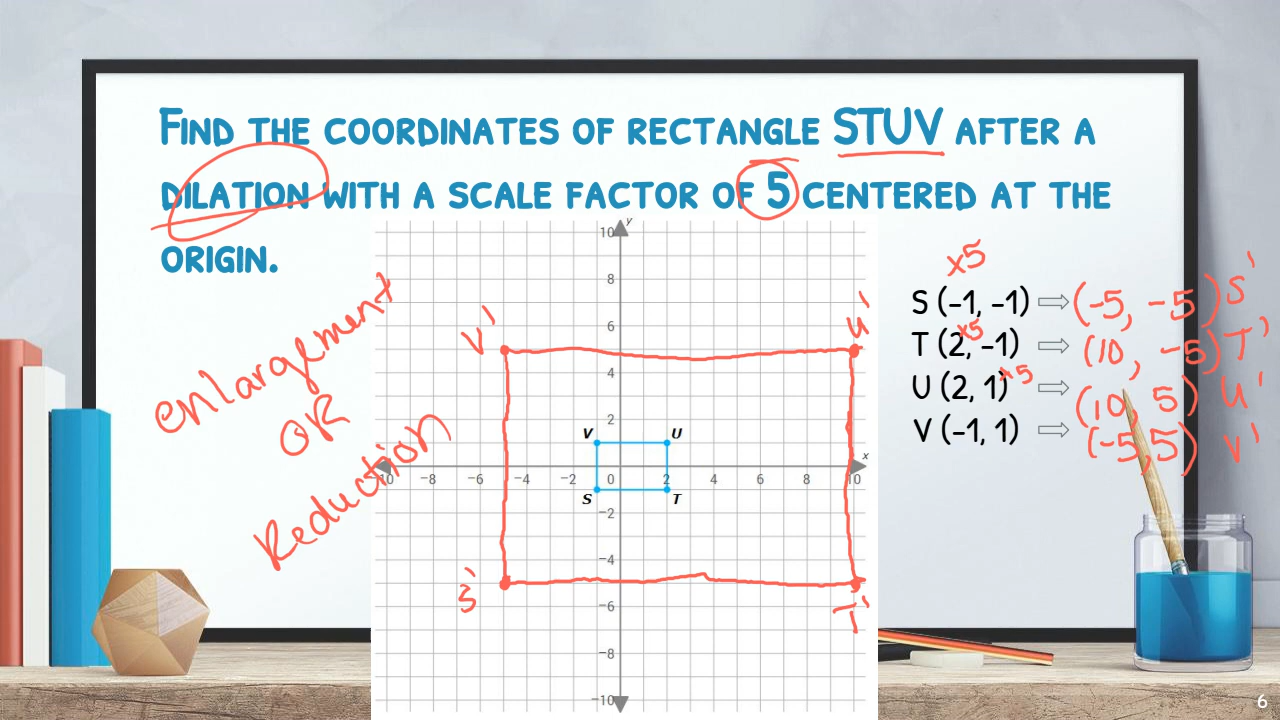 FIND THE COORDINATES OF RECTANGLE STUV AFTER A
DILATION WITH A SCALE FACTOR OF 5 CENTERED AT THE
ORIGIN.
enlargement
OR
Reduction
x5
S (-1, -1) ⇨ (-5, -5) S'
x5
T (2, -1) ⇨ (10, -5) T'
x5
U (2, 1) ⇨ (10, 5) U'
V (-1, 1) ⇨ (-5, 5) V'
y
10
8
6
V' U'
4
2
V U
x
-10 -8 -6 -4 -2 0 2 4 6 8 10
S T
-2
-4
S' T'
-6
-8
-10
6